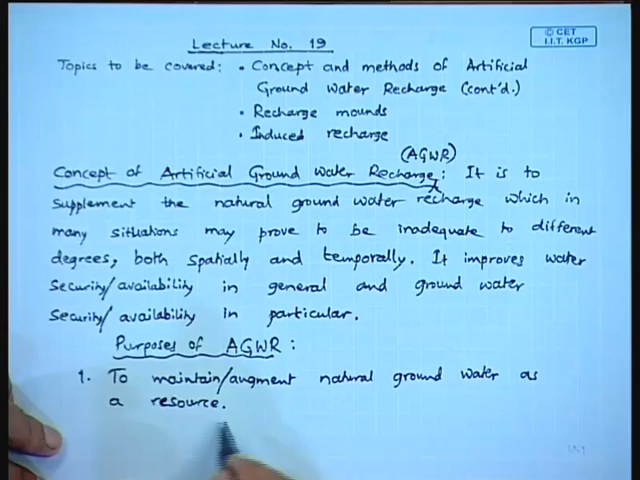 © CET
I.I.T. KGP
Lecture No. 19
Topics to be covered: • Concept and methods of Artificial
Ground Water Recharge (cont'd.)
• Recharge mounds
• Induced recharge
(AGWR)
Concept of Artificial Ground Water Recharge: It is to
supplement the natural ground water recharge which in
many situations may prove to be inadequate to different
degrees, both spatially and temporally. It improves water
security/availability in general and ground water
security/availability in particular.
Purposes of AGWR:
1. To maintain/augment natural ground water as
a resource.